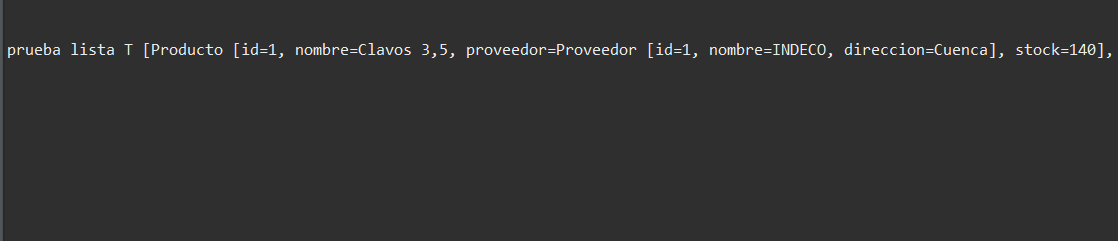 prueba lista T [Producto [id=1, nombre=Clavos 3,5, proveedor=Proveedor [id=1, nombre=INDECO, direccion=Cuenca], stock=140],